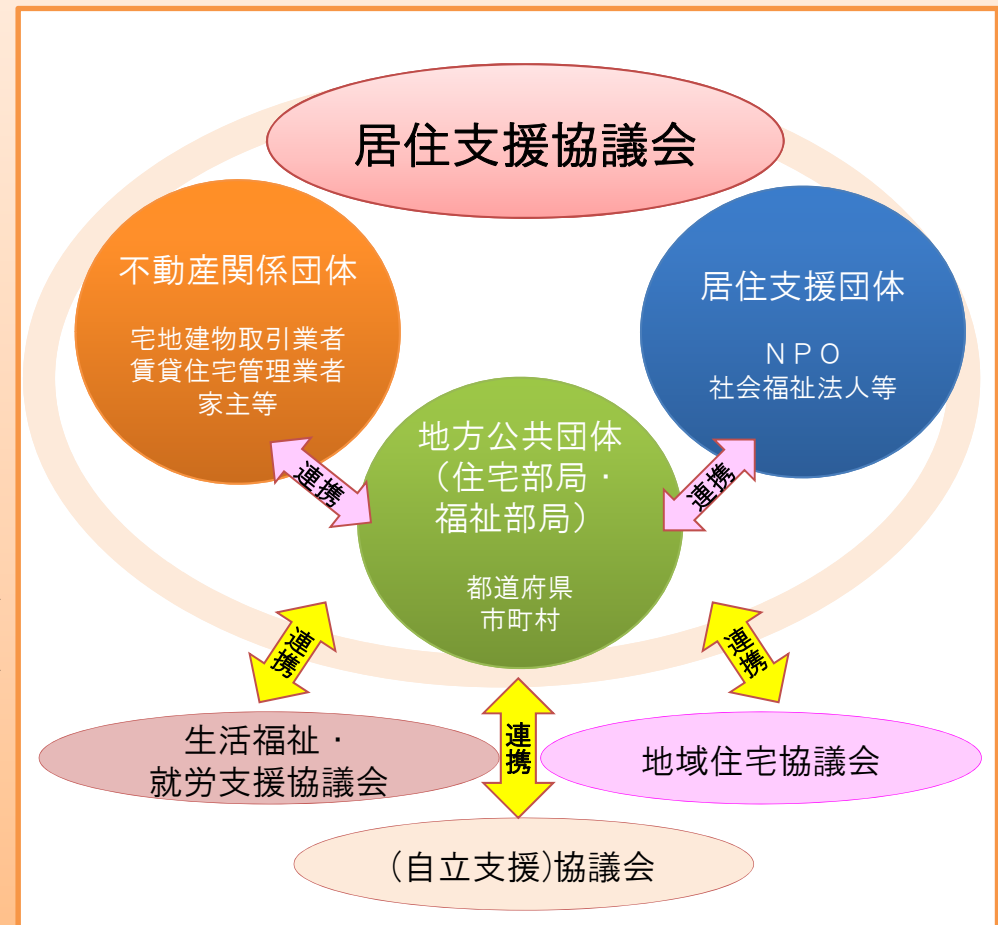 居住支援協議会
不動産関係団体
宅地建物取引業者
賃貸住宅管理業者
家主等
居住支援団体
ＮＰＯ
社会福祉法人等
地方公共団体
（住宅部局・
福祉部局）
都道府県
市町村
連携
連携
連携
連携
連携
生活福祉・
就労支援協議会
地域住宅協議会
（自立支援）協議会